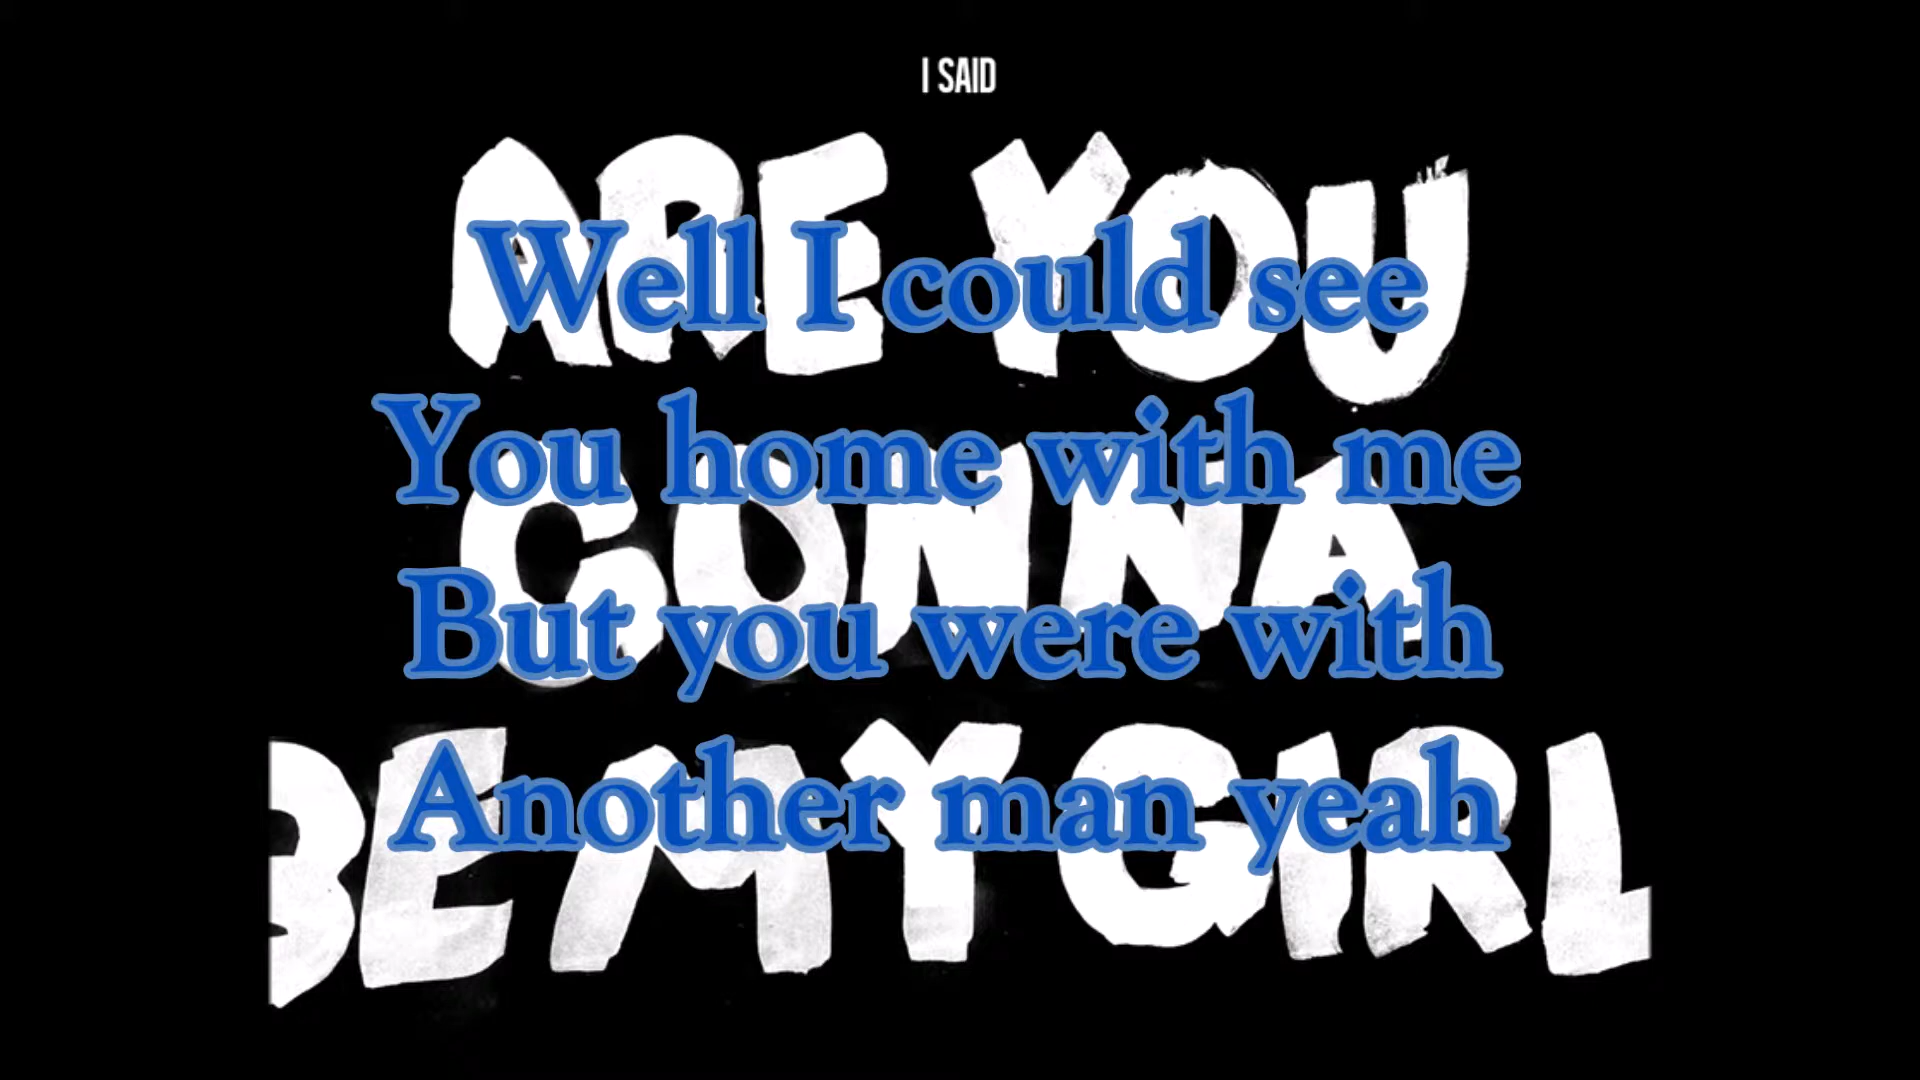 I SAID
ARE YOU
Well I could see
You home with me
GONNA
But you were with
BE MY GIRL
Another man yeah